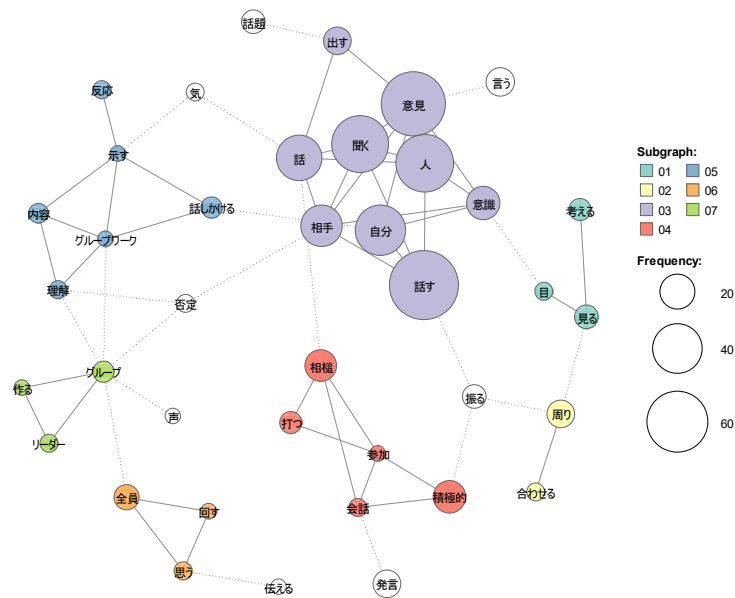 話題
出す
反応
気
意見
言う
聞く
示す
話
人
Subgraph:
01
05
02
06
03
07
04
意識
考える
内容
話しかける
相手
自分
グループワーク
Frequency:
理解
否定
話す
目
20
見る
40
相槌
グループ
作る
声
打つ
振る
周り
60
リーダー
参加
全員
回す
会話
積極的
合わせる
思う
伝える
発言